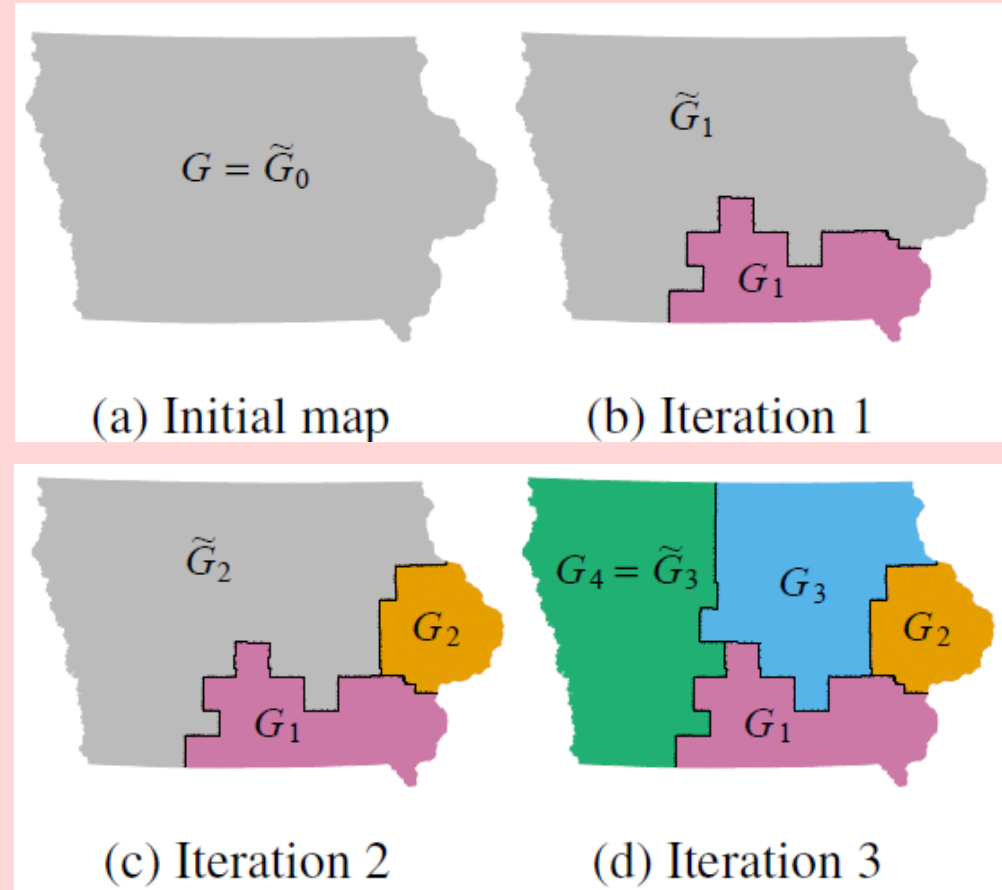 G = G̃₀
G̃₁
G₁
(a) Initial map
(b) Iteration 1
G̃₂
G₂
G₁
G₄ = G̃₃
G₃
G₂
G₁
(c) Iteration 2
(d) Iteration 3